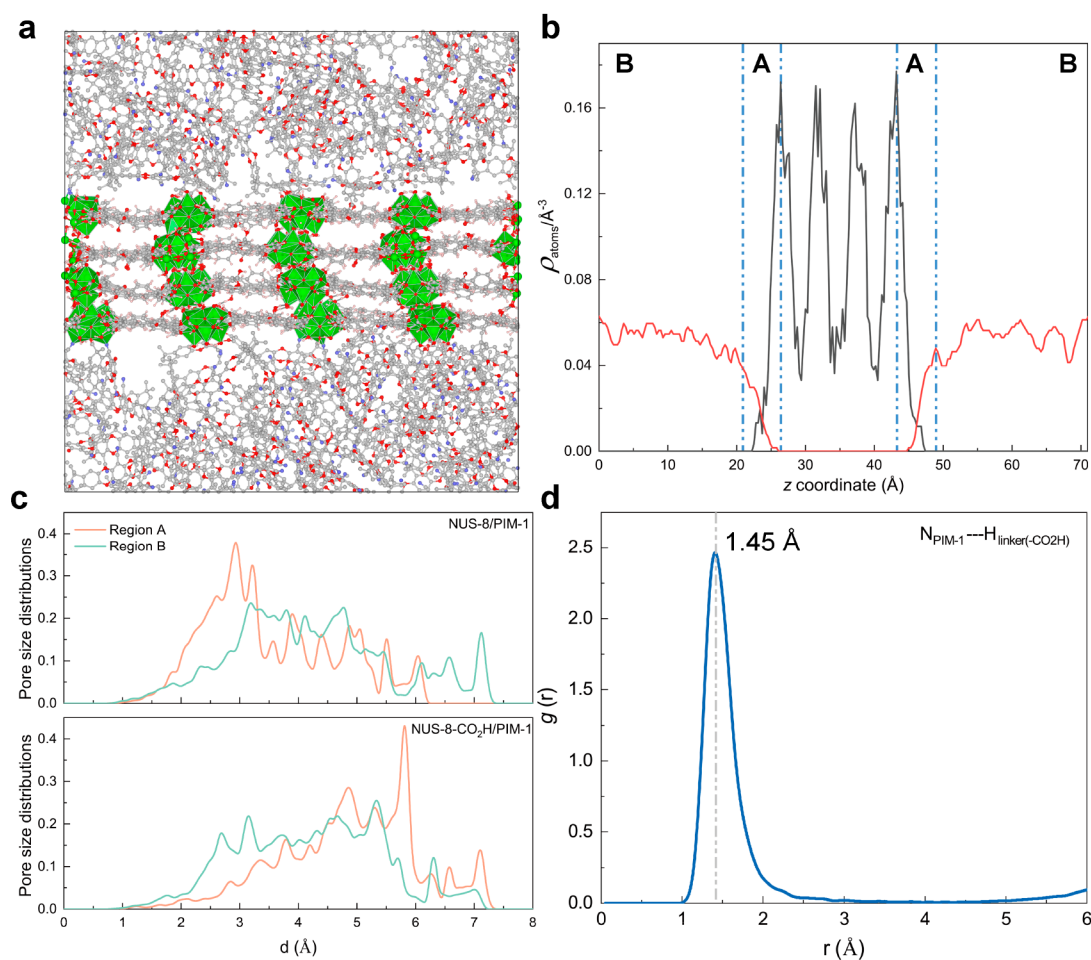 a
b
B
A
A
B
0.16
0.12
0.08
0.04
0.00
ρatoms/Å-3
0
10
20
30
40
50
60
70
z coordinate (Å)
c
Region A
Region B
NUS-8/PIM-1
0.4
0.3
0.2
0.1
0.0
Pore size distributions
NUS-8-CO2H/PIM-1
0.4
0.3
0.2
0.1
0.0
Pore size distributions
0
1
2
3
4
5
6
7
8
d (Å)
d
1.45 Å
NPIM-1---Hlinker(-CO2H)
2.5
2.0
1.5
1.0
0.5
0.0
g (r)
0
1
2
3
4
5
6
r (Å)